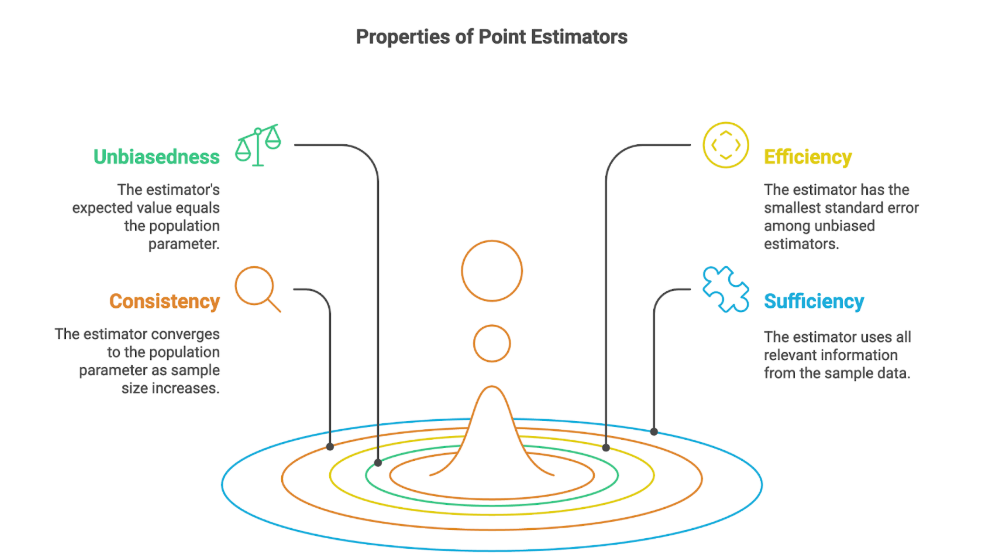 Properties of Point Estimators
Unbiasedness
The estimator's
expected value equals
the population
parameter.
Consistency
The estimator converges
to the population
parameter as sample
size increases.
Efficiency
The estimator has the
smallest standard error
among unbiased
estimators.
Sufficiency
The estimator uses all
relevant information
from the sample data.